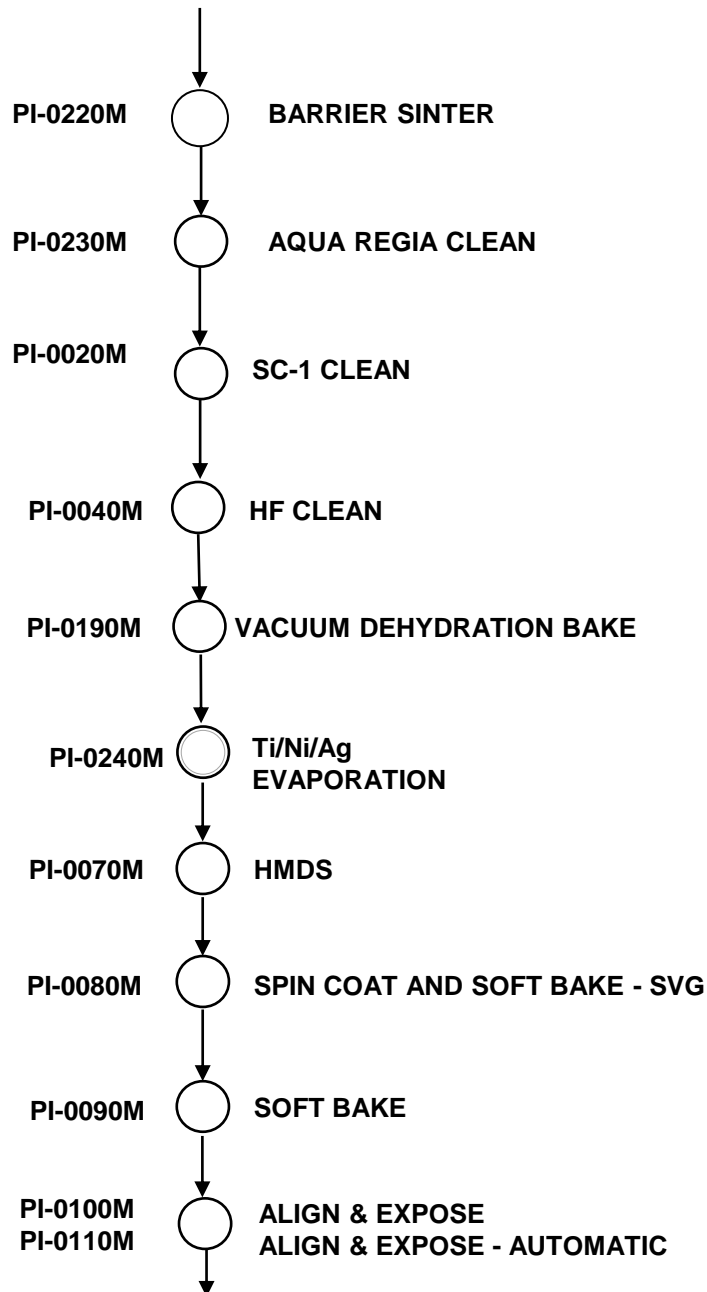 PI-0220M BARRIER SINTER
PI-0230M AQUA REGIA CLEAN
PI-0020M SC-1 CLEAN
PI-0040M HF CLEAN
PI-0190M VACUUM DEHYDRATION BAKE
PI-0240M Ti/Ni/Ag
EVAPORATION
PI-0070M HMDS
PI-0080M SPIN COAT AND SOFT BAKE - SVG
PI-0090M SOFT BAKE
PI-0100M ALIGN & EXPOSE
PI-0110M ALIGN & EXPOSE - AUTOMATIC